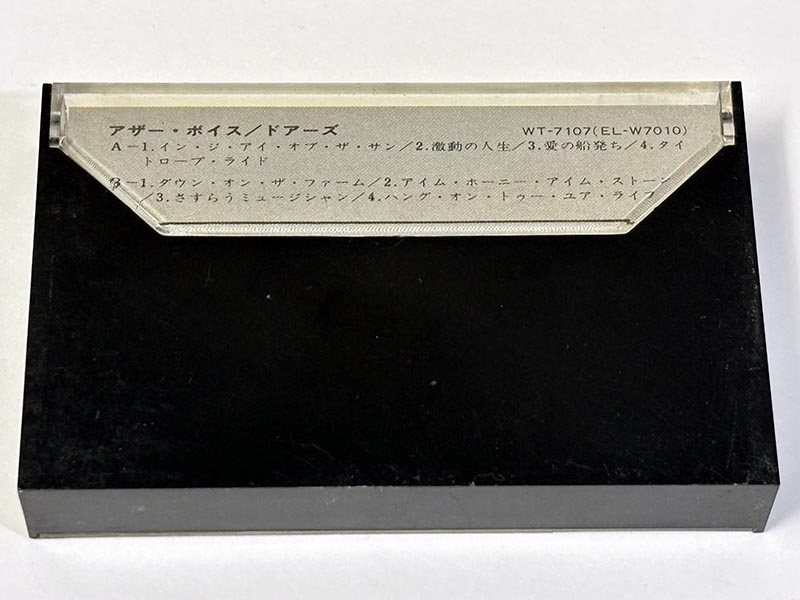 アザー・ボイス/ドアーズ WT-7107(EL-W7010)
A-1.イン・ジ・アイ・オブ・ザ・サン/2.激動の人生/3.愛の船発ち/4.タイ
トロープ・ライド
B-1.ダウン・オン・ザ・ファーム/2.アイム・ホーニー・アイム・ストーン
/3.さすらうミュージシャン/4.ハング・オン・トゥー・ユア・ライフ